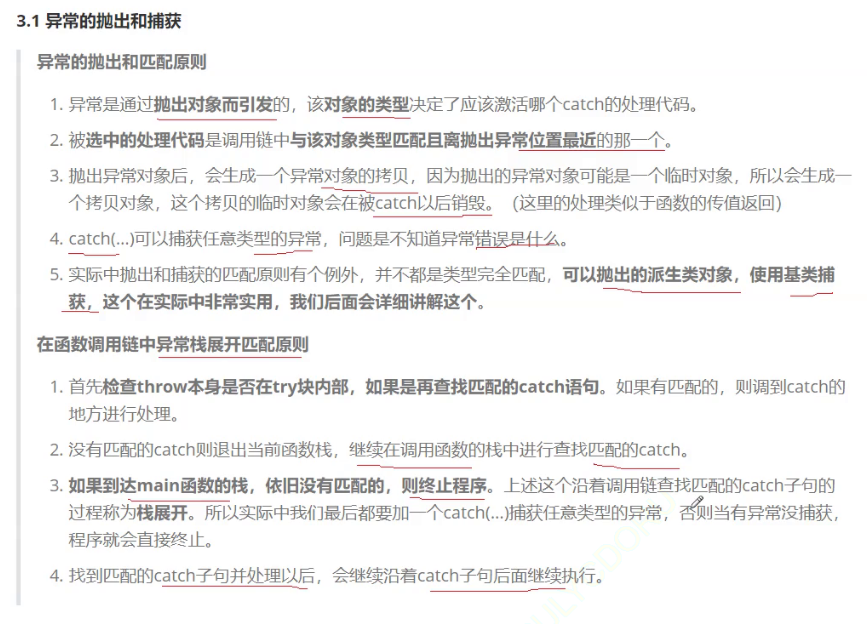 3.1 异常的抛出和捕获
异常的抛出和匹配原则
1. 异常是通过抛出对象而引发的，该对象的类型决定了应该激活哪个catch的处理代码。
2. 被选中的处理代码是调用链中与该对象类型匹配且离抛出异常位置最近的那一个。
3. 抛出异常对象后，会生成一个异常对象的拷贝，因为抛出的异常对象可能是一个临时对象，所以会生成一
个拷贝对象，这个拷贝的临时对象会在被catch以后销毁。（这里的处理类似于函数的传值返回）
4. catch(...)可以捕获任意类型的异常，问题是不知道异常错误是什么。
5. 实际中抛出和捕获的匹配原则有个例外，并不都是类型完全匹配，可以抛出的派生类对象，使用基类捕
获，这个在实际中非常实用，我们后面会详细讲解这个。
在函数调用链中异常栈展开匹配原则
1. 首先检查throw本身是否在try块内部，如果是再查找匹配的catch语句。如果有匹配的，则调到catch的
地方进行处理。
2. 没有匹配的catch则退出当前函数栈，继续在调用函数的栈中进行查找匹配的catch。
3. 如果到达main函数的栈，依旧没有匹配的，则终止程序。上述这个沿着调用链查找匹配的catch子句的
过程称为栈展开。所以实际中我们最后都要加一个catch(...)捕获任意类型的异常，否则当有异常没捕获，
程序就会直接终止。
4. 找到匹配的catch子句并处理以后，会继续沿着catch子句后面继续执行。